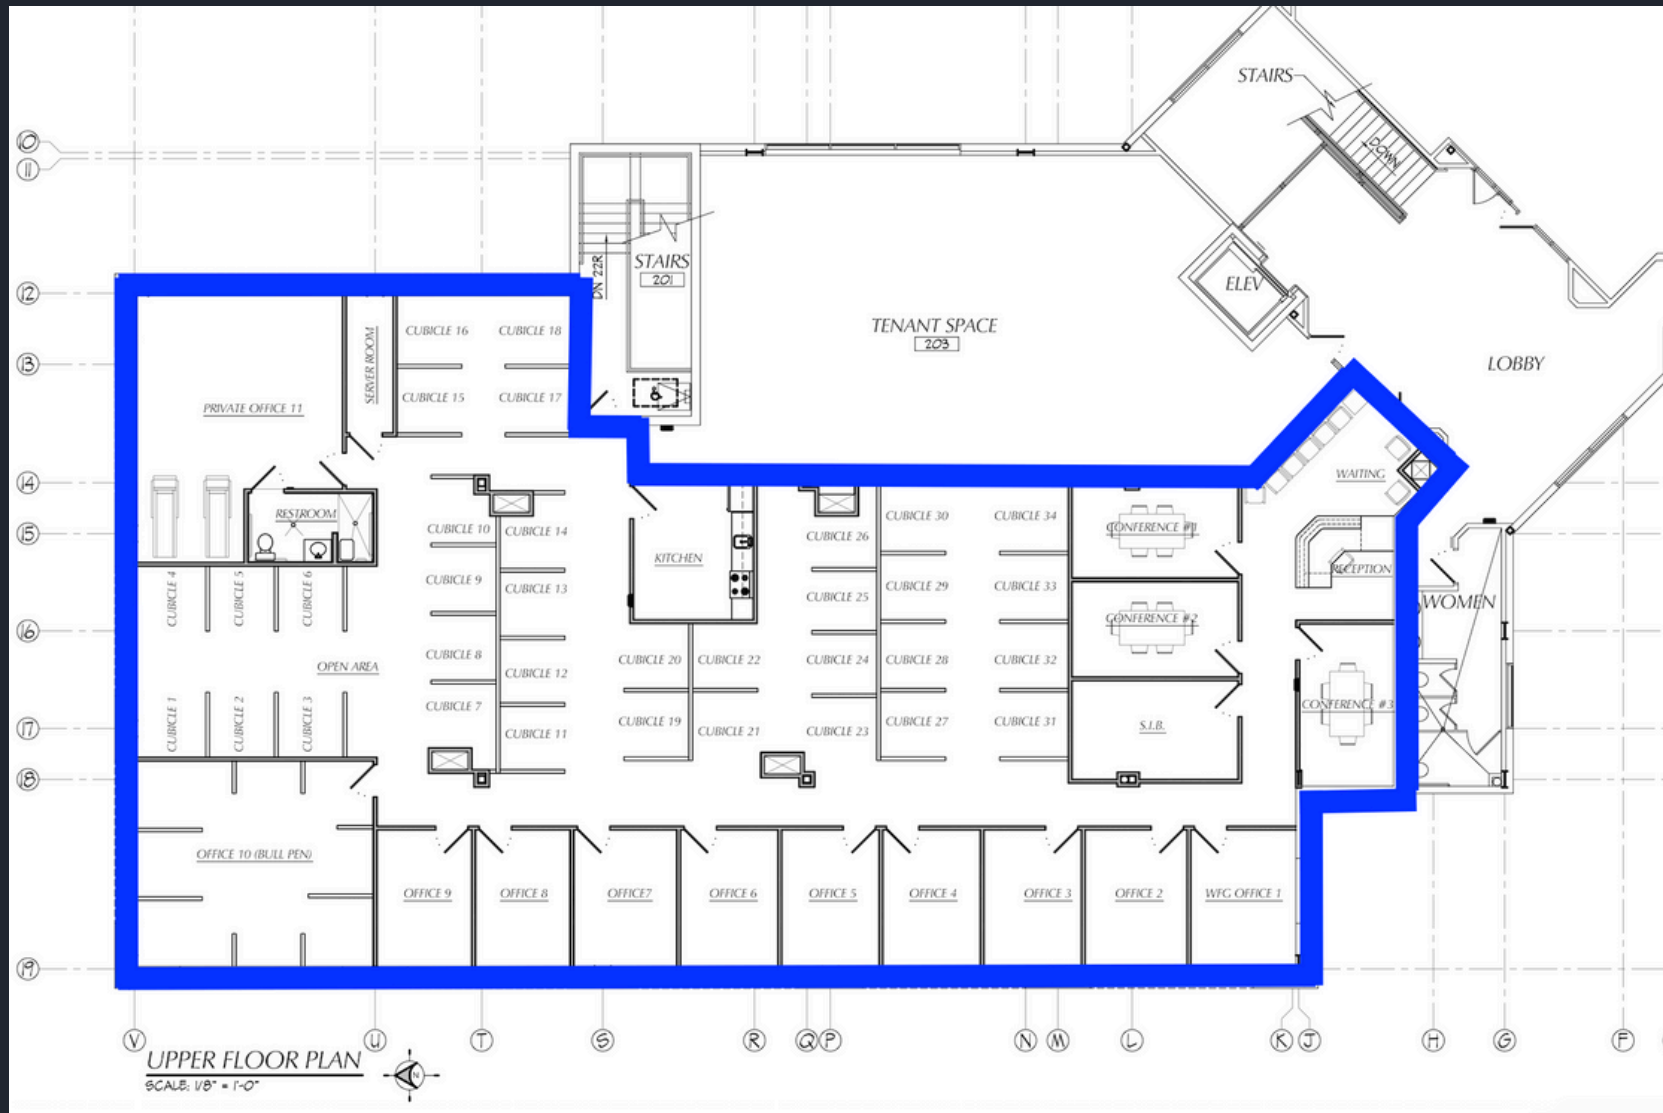 STAIRS
DOWN
10
11
12
13
14
15
16
17
18
19
DN 22R
STAIRS
201
ELEV
TENANT SPACE
203
LOBBY
SERVER ROOM
CUBICLE 16
CUBICLE 18
CUBICLE 15
CUBICLE 17
PRIVATE OFFICE 11
WAITING
RESTROOM
CUBICLE 10
CUBICLE 14
CUBICLE 26
CUBICLE 30
CUBICLE 34
CONFERENCE #1
KITCHEN
RECEPTION
CUBICLE 4
CUBICLE 5
CUBICLE 6
CUBICLE 9
CUBICLE 13
CUBICLE 25
CUBICLE 29
CUBICLE 33
CONFERENCE #2
WOMEN
OPEN AREA
CUBICLE 8
CUBICLE 12
CUBICLE 20
CUBICLE 22
CUBICLE 24
CUBICLE 28
CUBICLE 32
CUBICLE 1
CUBICLE 2
CUBICLE 3
CUBICLE 7
CUBICLE 11
CUBICLE 19
CUBICLE 21
CUBICLE 23
CUBICLE 27
CUBICLE 31
S.I.B.
CONFERENCE #3
OFFICE 10 (BULL PEN)
OFFICE 9
OFFICE 8
OFFICE7
OFFICE 6
OFFICE 5
OFFICE 4
OFFICE 3
OFFICE 2
WFG OFFICE 1
V U T S R Q P N M L K J H G F
UPPER FLOOR PLAN
N
SCALE: 1/8" = 1'-0"